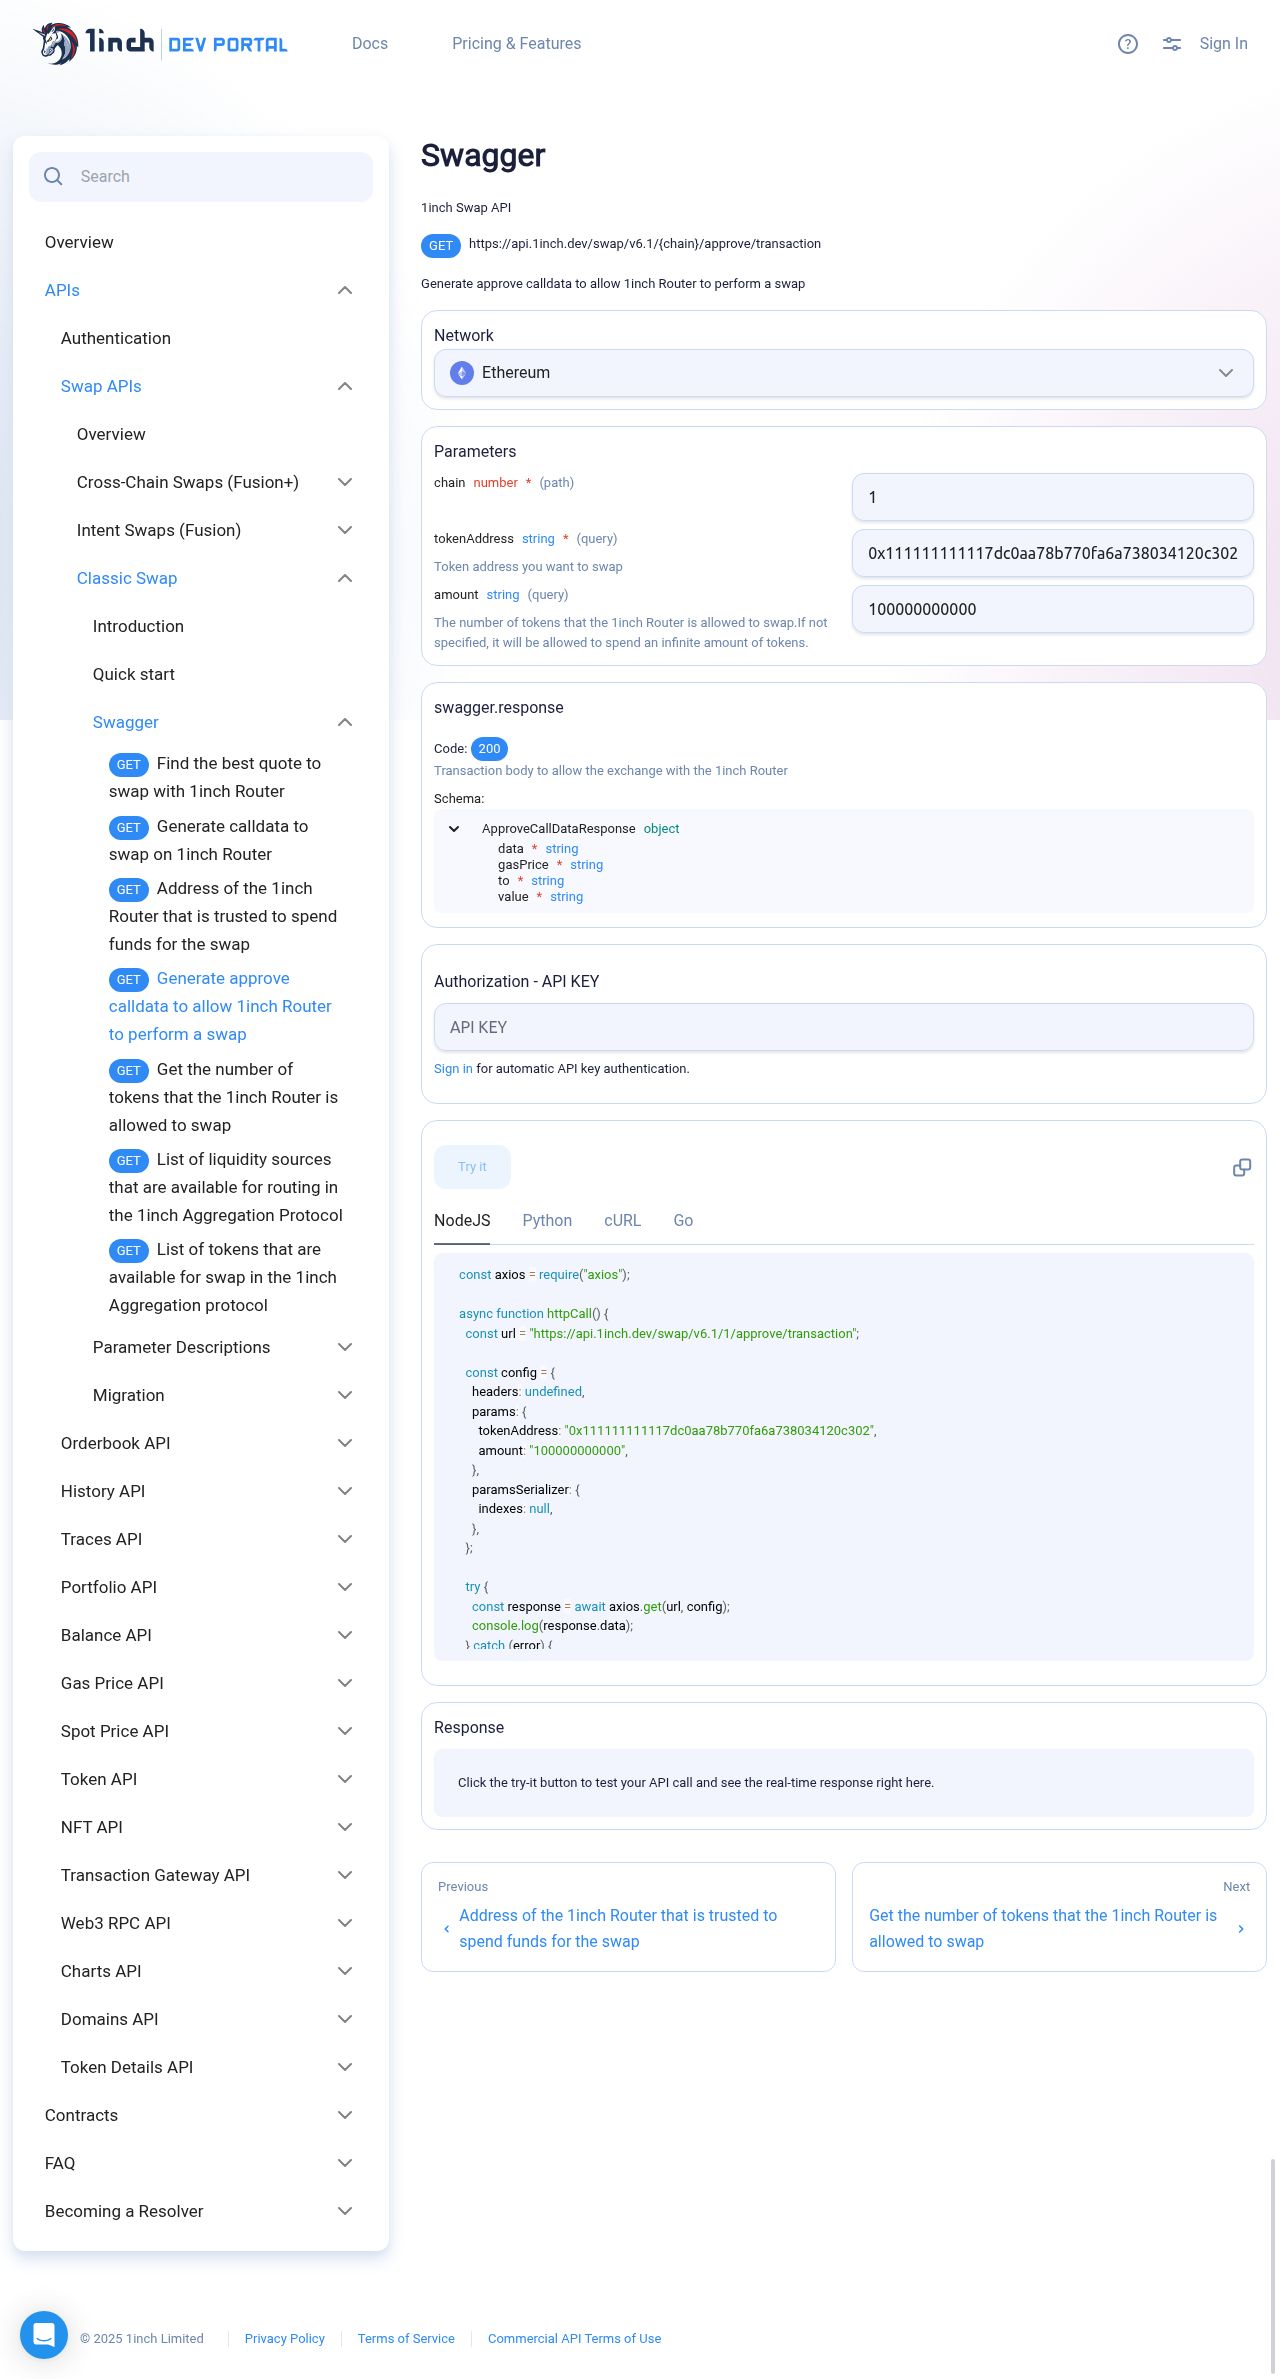 1inch DEV PORTAL
Docs
Pricing & Features
Sign In
Search
Overview
APIs
Authentication
Swap APIs
Overview
Cross-Chain Swaps (Fusion+)
Intent Swaps (Fusion)
Classic Swap
Introduction
Quick start
Swagger
GET Find the best quote to
swap with 1inch Router
GET Generate calldata to
swap on 1inch Router
GET Address of the 1inch
Router that is trusted to spend
funds for the swap
GET Generate approve
calldata to allow 1inch Router
to perform a swap
GET Get the number of
tokens that the 1inch Router is
allowed to swap
GET List of liquidity sources
that are available for routing in
the 1inch Aggregation Protocol
GET List of tokens that are
available for swap in the 1inch
Aggregation protocol
Parameter Descriptions
Migration
Orderbook API
History API
Traces API
Portfolio API
Balance API
Gas Price API
Spot Price API
Token API
NFT API
Transaction Gateway API
Web3 RPC API
Charts API
Domains API
Token Details API
Contracts
FAQ
Becoming a Resolver
Swagger
1inch Swap API
GET https://api.1inch.dev/swap/v6.1/{chain}/approve/transaction
Generate approve calldata to allow 1inch Router to perform a swap
Network
Ethereum
Parameters
chain number * (path)
1
tokenAddress string * (query)
Token address you want to swap
0x111111111117dc0aa78b770fa6a738034120c302
amount string (query)
The number of tokens that the 1inch Router is allowed to swap.If not
specified, it will be allowed to spend an infinite amount of tokens.
100000000000
swagger.response
Code: 200
Transaction body to allow the exchange with the 1inch Router
Schema:
ApproveCallDataResponse object
data * string
gasPrice * string
to * string
value * string
Authorization - API KEY
API KEY
Sign in for automatic API key authentication.
Try it
NodeJS
Python
cURL
Go
const axios = require("axios");
async function httpCall() {
const url = "https://api.1inch.dev/swap/v6.1/1/approve/transaction";
const config = {
headers: undefined,
params: {
tokenAddress: "0x111111111117dc0aa78b770fa6a738034120c302",
amount: "100000000000",
},
paramsSerializer: {
indexes: null,
},
};
try {
const response = await axios.get(url, config);
console.log(response.data);
} catch (error) {
Response
Click the try-it button to test your API call and see the real-time response right here.
Previous
Address of the 1inch Router that is trusted to
spend funds for the swap
Next
Get the number of tokens that the 1inch Router is
allowed to swap
© 2025 1inch Limited
Privacy Policy
Terms of Service
Commercial API Terms of Use